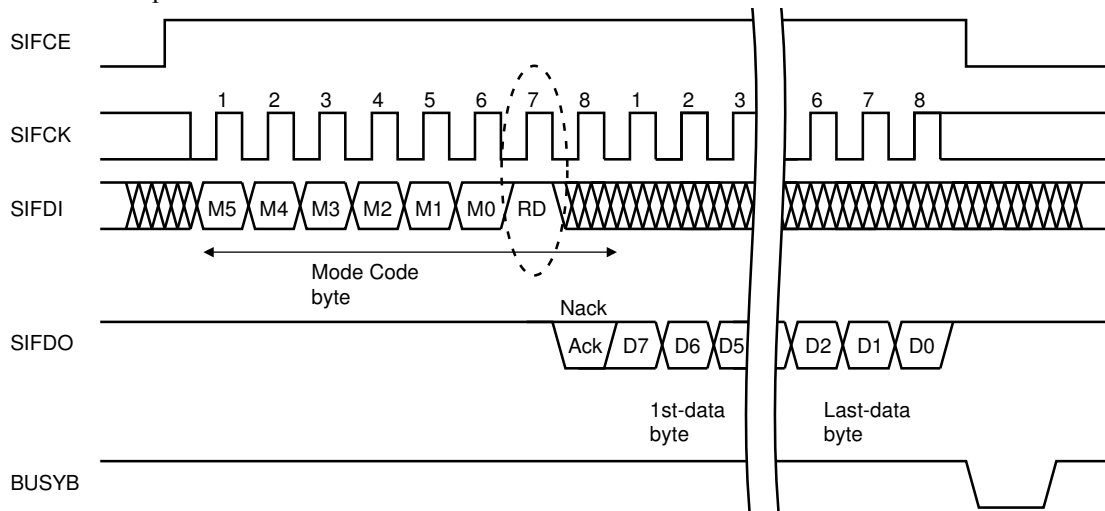 SIFCE
1 2 3 4 5 6 7 8 1 2 3 6 7 8
SIFCK
SIFDI M5 M4 M3 M2 M1 M0 RD
Mode Code
byte
Nack
SIFDO Ack D7 D6 D5 D2 D1 D0
1st-data
byte
Last-data
byte
BUSYB